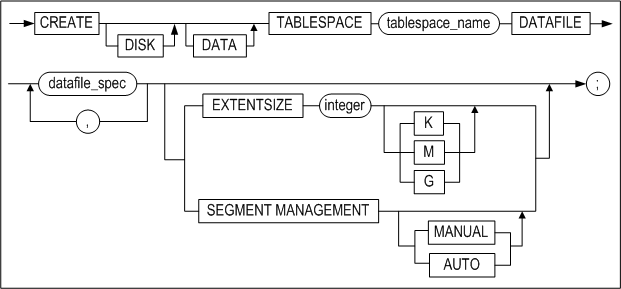 CREATE DISK DATA TABLESPACE tablespace_name DATAFILE
datafile_spec , ;
EXTENTSIZE integer K
M
G
SEGMENT MANAGEMENT MANUAL
AUTO